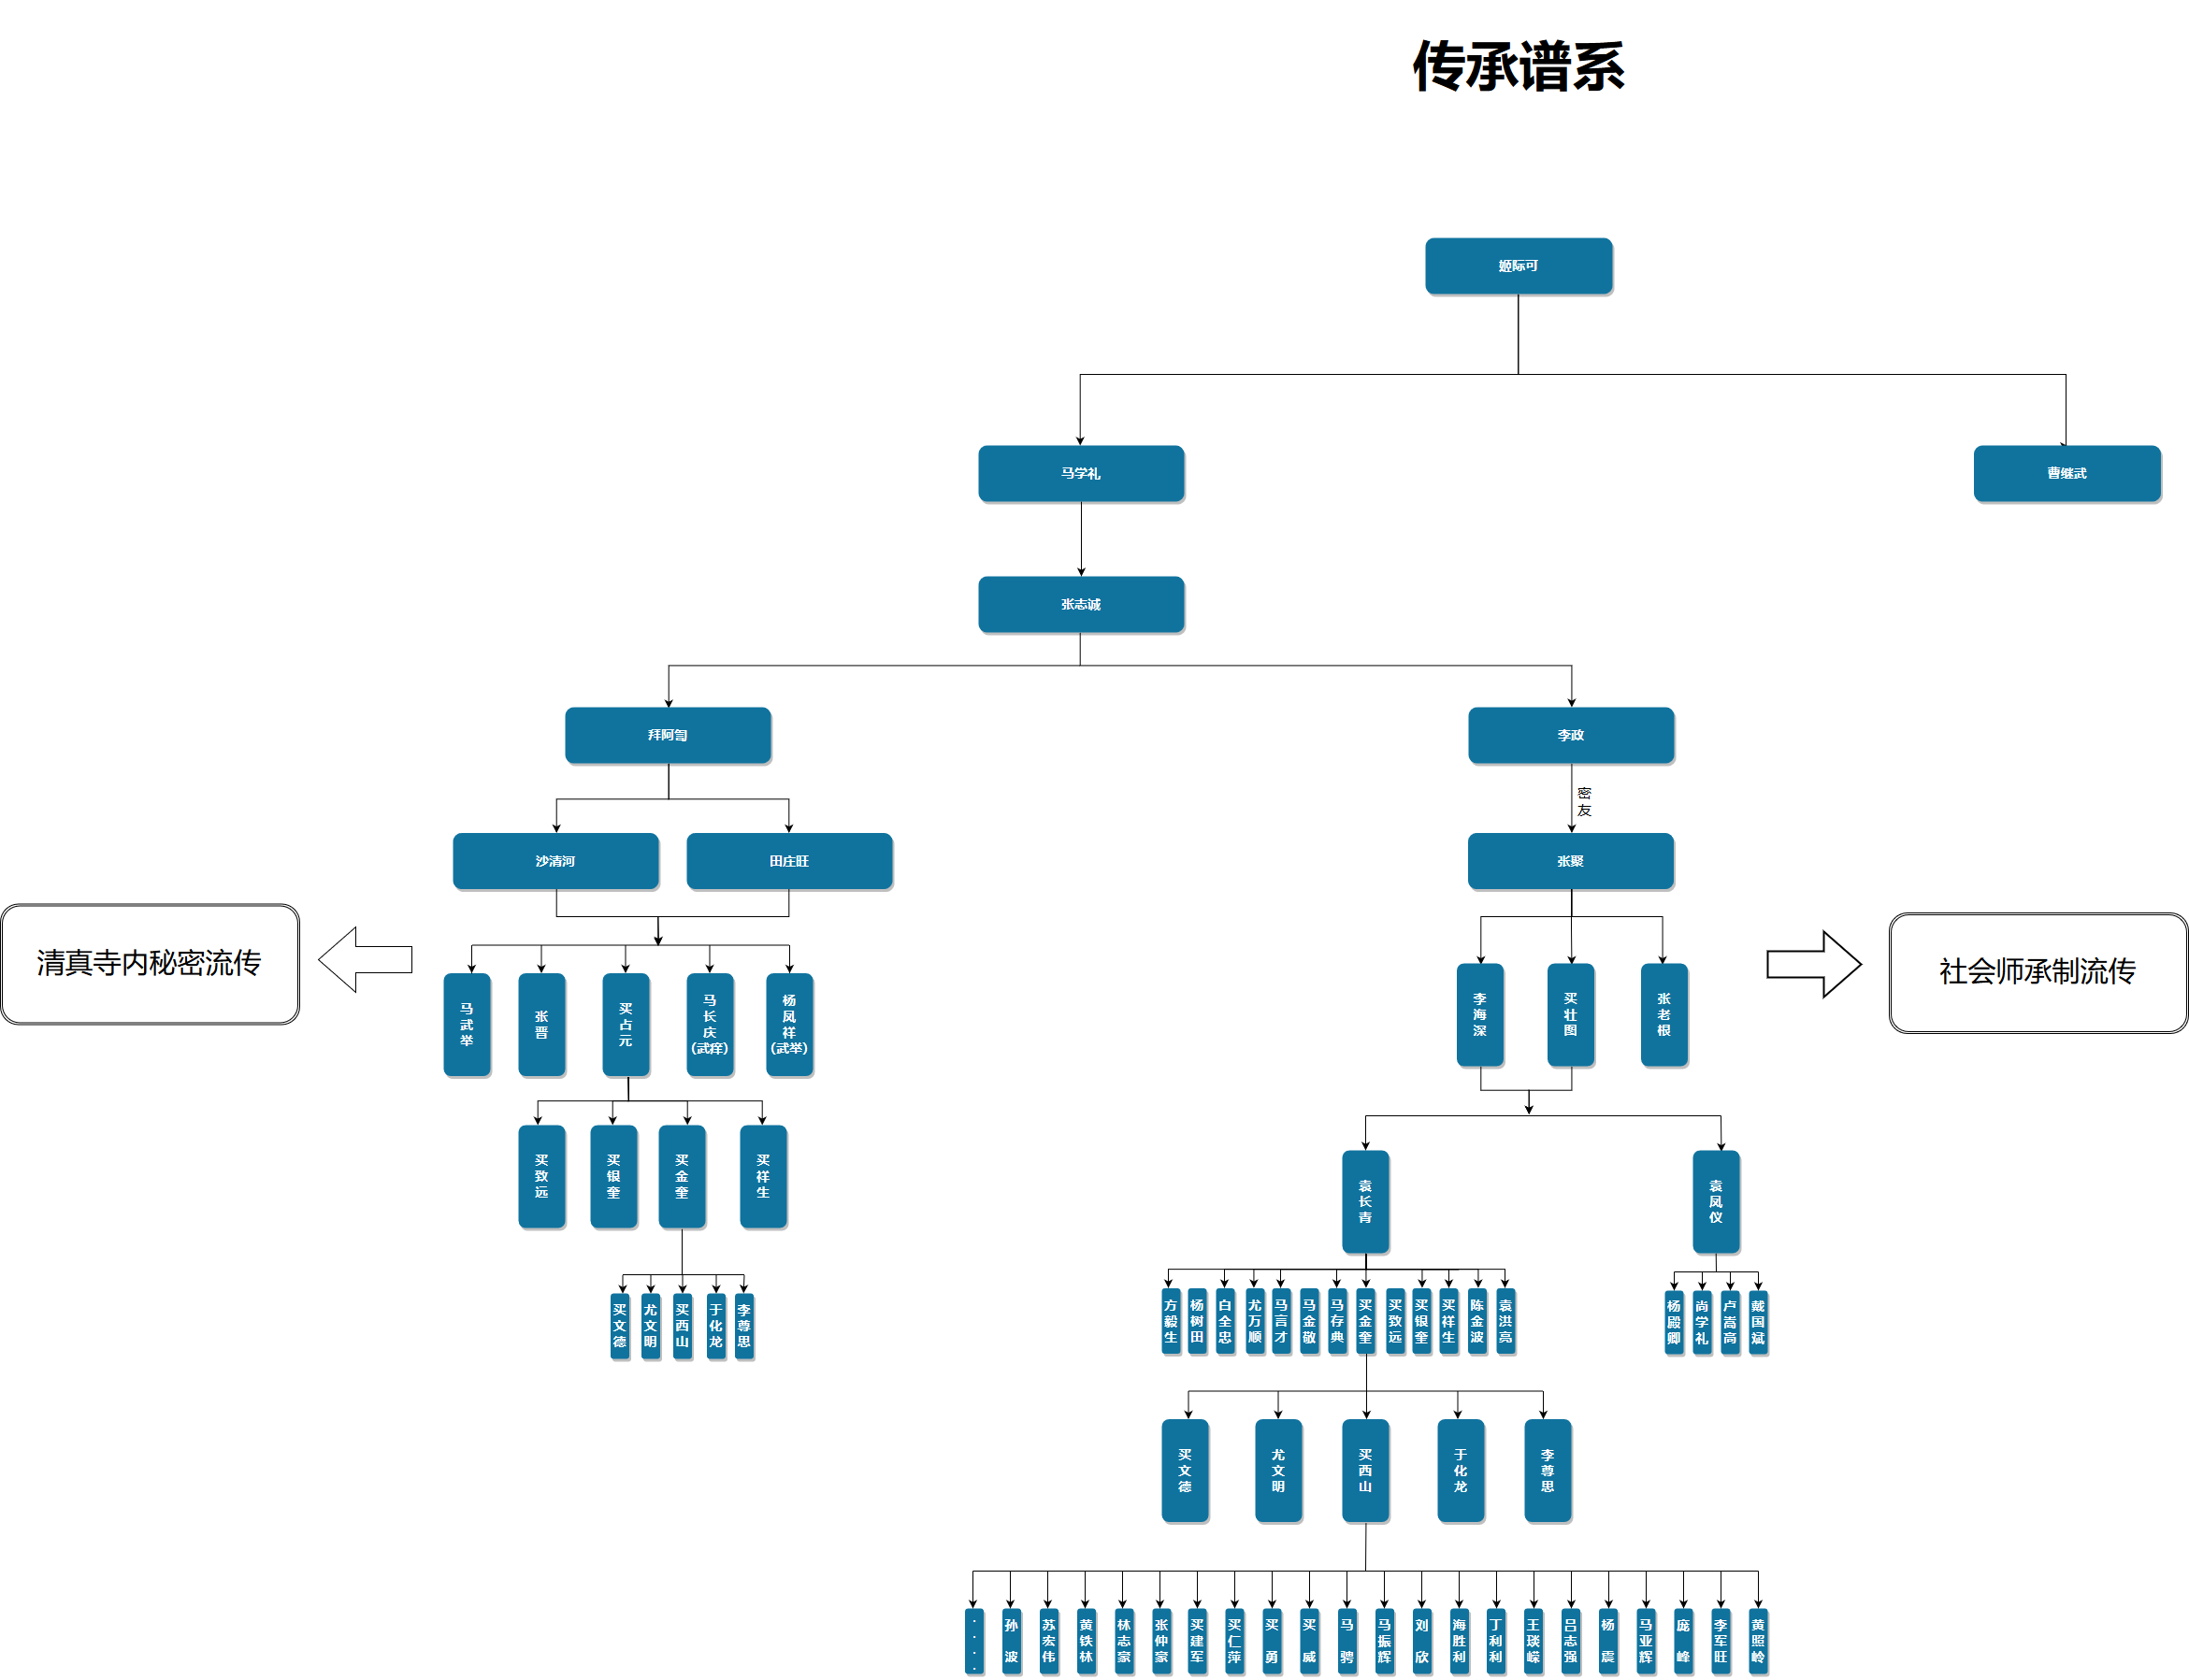 传承谱系
姬际可
马学礼
曹继武
张志诚
拜阿訇
李政
密友
沙清河
田庄旺
张聚
清真寺内秘密流传
社会师承制流传
马武举
张晋
买占元
马长庆
(武痒)
杨凤祥
(武举)
李海深
买壮图
张老根
买致远
买银奎
买金奎
买祥生
袁长青
袁凤仪
买文德
尤文明
买西山
于化龙
李尊思
方毅生
杨树田
白全忠
尤万顺
马言才
马金敬
马存典
买金奎
买致远
买银奎
买祥生
陈金波
袁洪亮
杨殿卿
尚学礼
卢嵩高
戴国斌
买文德
尤文明
买西山
于化龙
李尊思
....
孙 波
苏宏伟
黄铁林
林志豪
张仲豪
买建军
买仁萍
买 勇
买 威
马 骋
马振辉
刘 欣
海胜利
丁利利
王琰嵘
吕志强
杨 震
马亚辉
庞 峰
李军旺
黄照岭